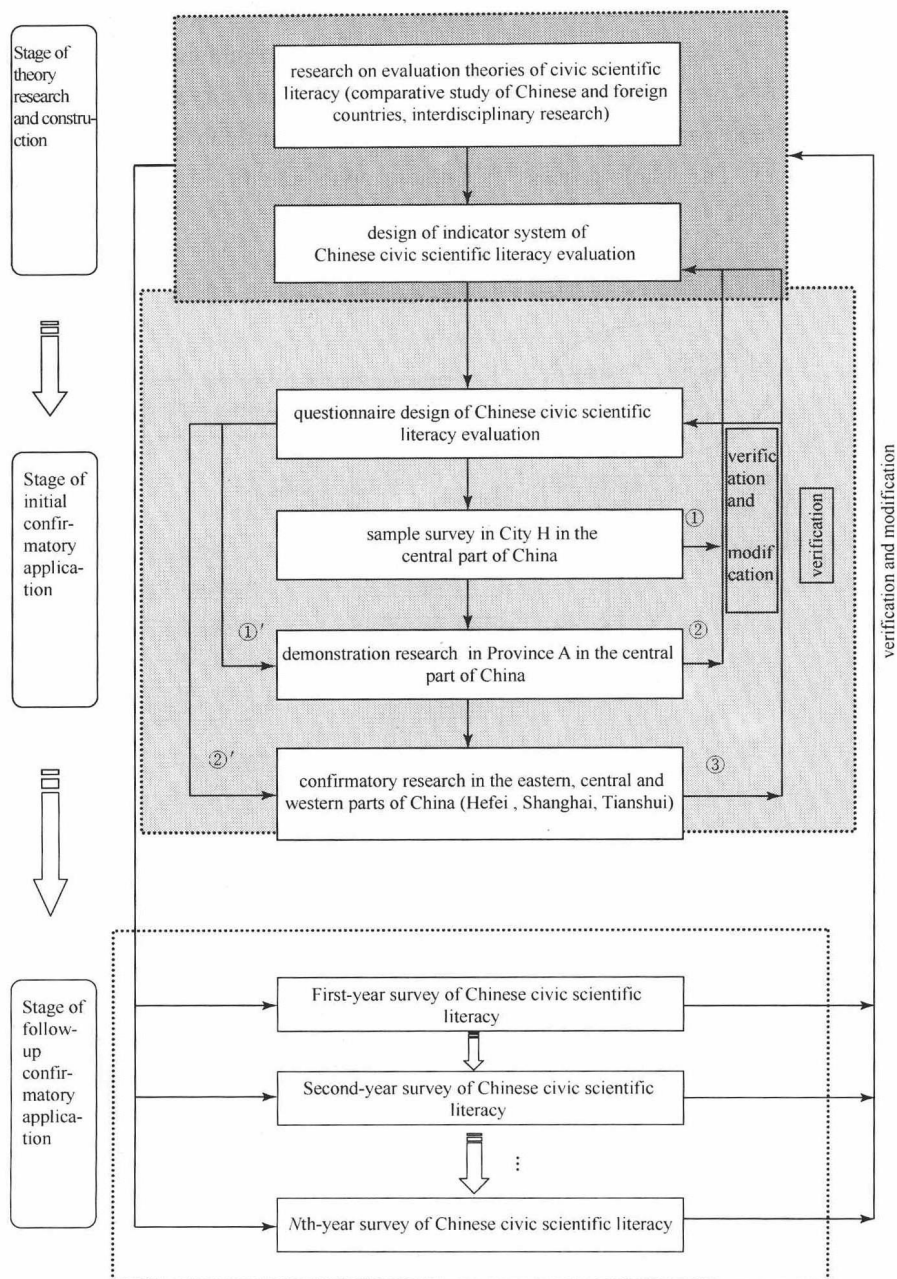 Stage of
theory
research
and constru-
ction
research on evaluation theories of civic scientific
literacy (comparative study of Chinese and foreign
countries, interdisciplinary research)
design of indicator system of
Chinese civic scientific literacy evaluation
questionnaire design of Chinese civic scientific
literacy evaluation
verific
ation and
modifi
cation
verification
verification and modification
Stage of
initial
confir-
matory
applica-
tion
①
sample survey in City H in the
central part of China
①′
②
demonstration research in Province A in the central
part of China
②′
③
confirmatory research in the eastern, central and
western parts of China (Hefei , Shanghai, Tianshui)
Stage of
follow-
up
confir-
matory
applica-
tion
First-year survey of Chinese civic scientific
literacy
Second-year survey of Chinese civic scientific
literacy
⋮
Nth-year survey of Chinese civic scientific literacy